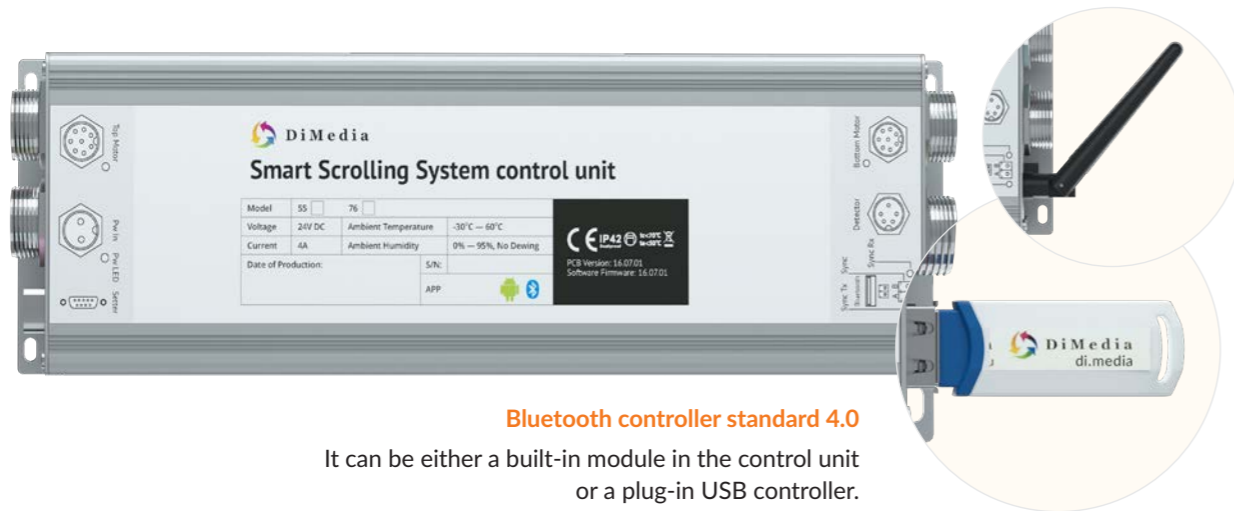 Top Motor
Pw In
Pw LED
Setter
DiMedia
Smart Scrolling System control unit
Model 55 76
Voltage 24V DC Ambient Temperature -30°C — 60°C
Current 4A Ambient Humidity 0% — 95%, No Dewing
Date of Production: S/N:
APP
CE IP42
PCB Version: 16.07.01
Software Firmware: 16.07.01
Bottom Motor
Detector
Sync Rx
Sync
Sync Tx
Bluetooth
DiMedia
di.media
Bluetooth controller standard 4.0
It can be either a built-in module in the control unit
or a plug-in USB controller.